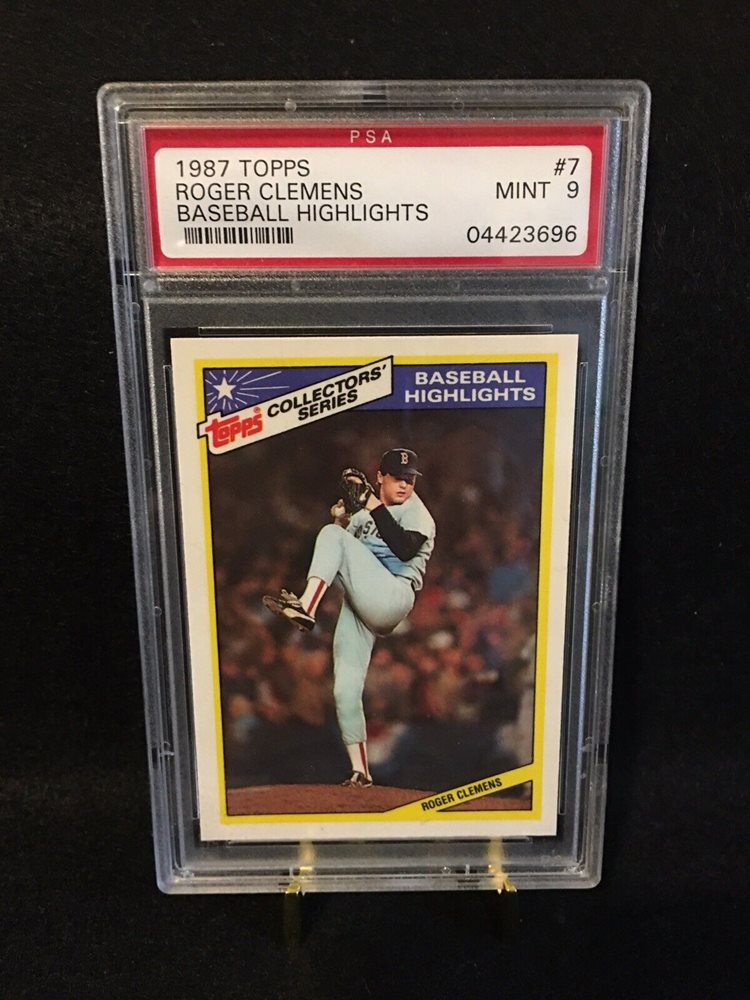 PSA
1987 TOPPS #7
ROGER CLEMENS MINT 9
BASEBALL HIGHLIGHTS
04423696
Topps COLLECTORS' SERIES
BASEBALL
HIGHLIGHTS
B
ROGER CLEMENS